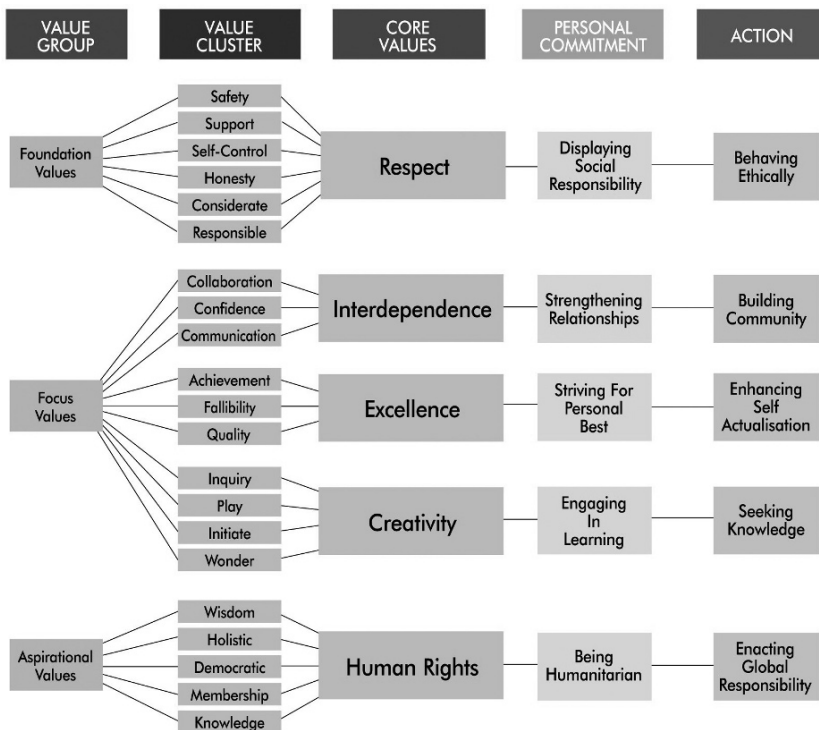 VALUE
GROUP
VALUE
CLUSTER
CORE
VALUES
PERSONAL
COMMITMENT
ACTION
Foundation
Values
Safety
Support
Self-Control
Honesty
Considerate
Responsible
Respect
Displaying
Social
Responsibility
Behaving
Ethically
Focus
Values
Collaboration
Confidence
Communication
Interdependence
Strengthening
Relationships
Building
Community
Achievement
Fallibility
Quality
Excellence
Striving For
Personal
Best
Enhancing
Self
Actualisation
Inquiry
Play
Initiate
Wonder
Creativity
Engaging
In
Learning
Seeking
Knowledge
Aspirational
Values
Wisdom
Holistic
Democratic
Membership
Knowledge
Human Rights
Being
Humanitarian
Enacting
Global
Responsibility